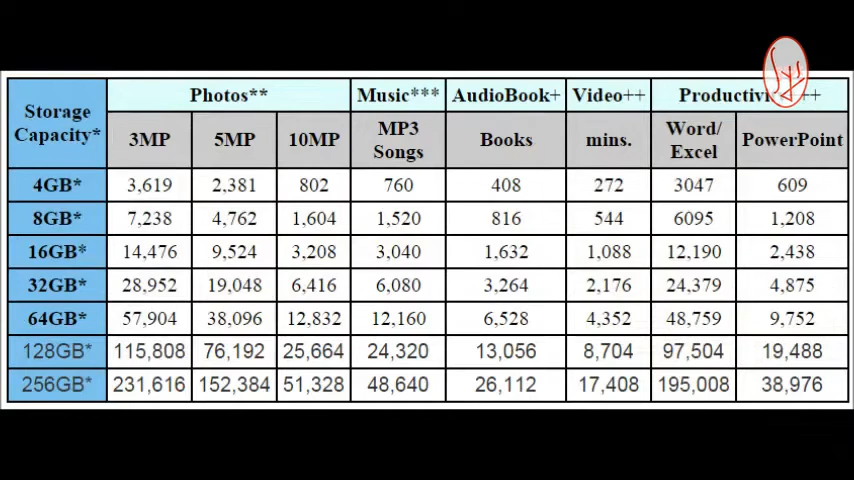 Storage Capacity* Photos** Music*** AudioBook+ Video++
3MP 5MP 10MP MP3 Songs Books mins. Word/ Excel PowerPoint
4GB* 3,619 2,381 802 760 408 272 3047 609
8GB* 7,238 4,762 1,604 1,520 816 544 6095 1,208
16GB* 14,476 9,524 3,208 3,040 1,632 1,088 12,190 2,438
32GB* 28,952 19,048 6,416 6,080 3,264 2,176 24,379 4,875
64GB* 57,904 38,096 12,832 12,160 6,528 4,352 48,759 9,752
128GB* 115,808 76,192 25,664 24,320 13,056 8,704 97,504 19,488
256GB* 231,616 152,384 51,328 48,640 26,112 17,408 195,008 38,976